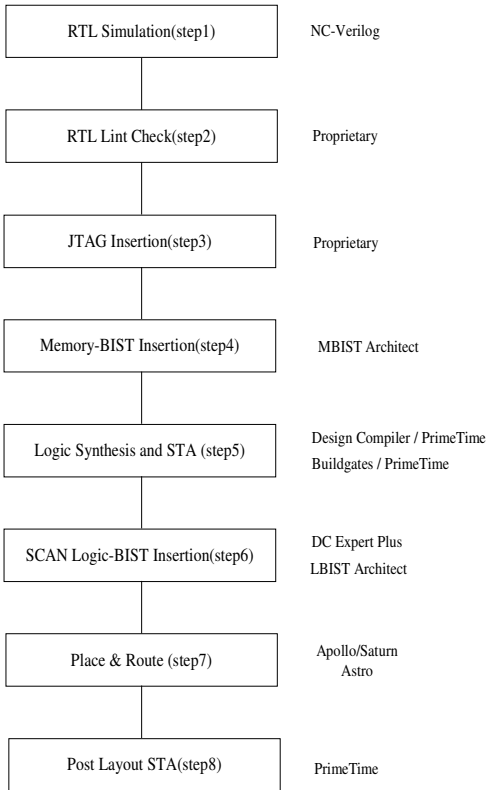 RTL Simulation(step1)
NC-Verilog
RTL Lint Check(step2)
Proprietary
JTAG Insertion(step3)
Proprietary
Memory-BIST Insertion(step4)
MBIST Architect
Logic Synthesis and STA (step5)
Design Compiler / PrimeTime
Buildgates / PrimeTime
SCAN Logic-BIST Insertion(step6)
DC Expert Plus
LBIST Architect
Place & Route (step7)
Apollo/Saturn
Astro
Post Layout STA(step8)
PrimeTime